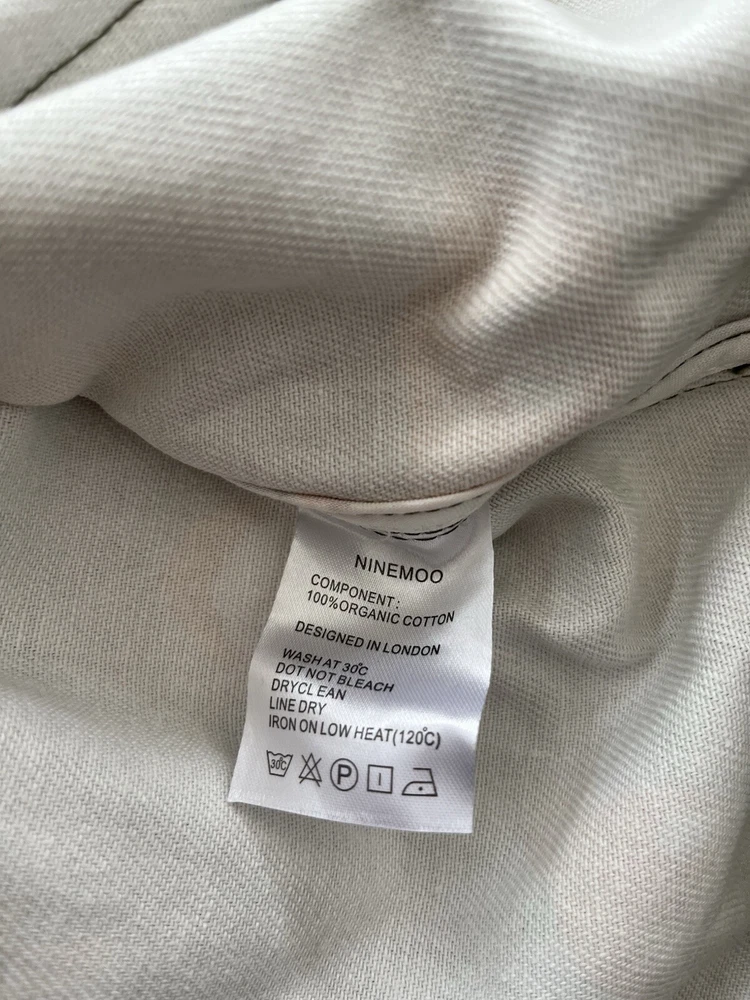 NINEMOO
COMPONENT:
100%ORGANIC COTTON
DESIGNED IN LONDON
WASH AT 30℃
DOT NOT BLEACH
DRYCL EAN
LINE DRY
IRON ON LOW HEAT(120℃)
30C P